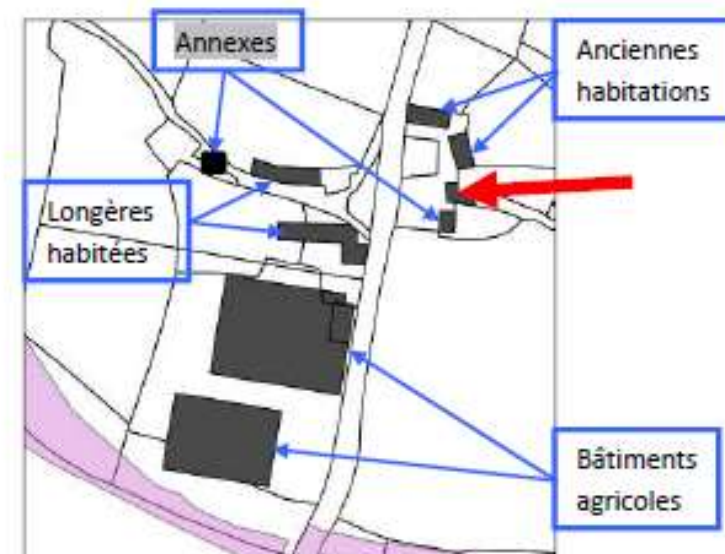 Annexes
Anciennes
habitations
Longères
habitées
Bâtiments
agricoles